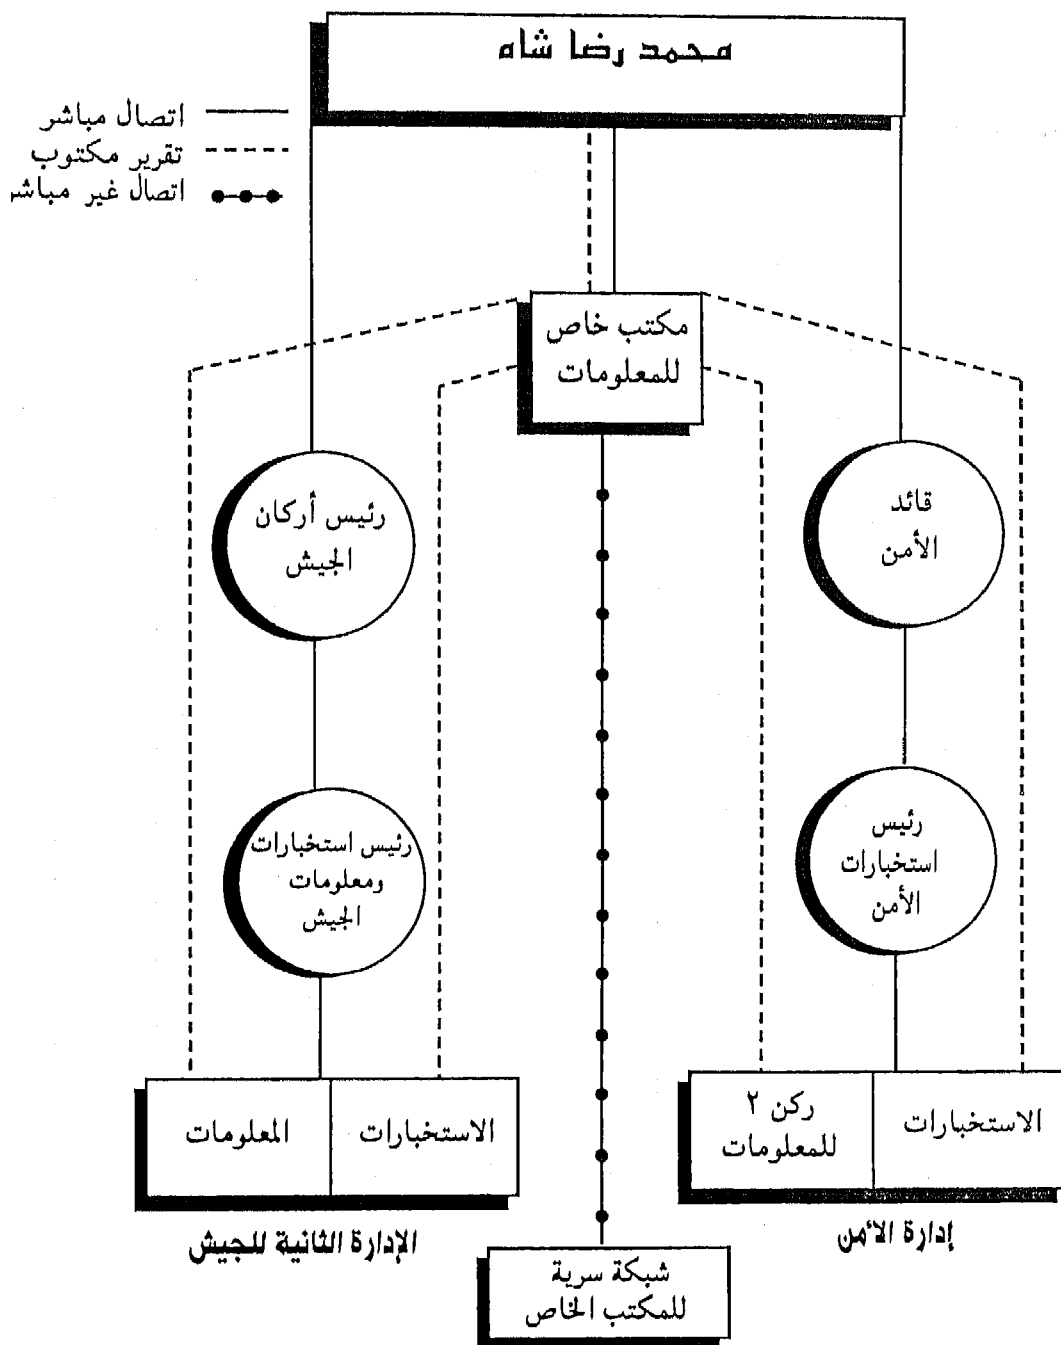 محمد رضا شاه
اتصال مباشر
تقرير مكتوب
اتصال غير مباشر
مكتب خاص
للمعلومات
قائد
الأمن
رئيس أركان
الجيش
رئيس
استخبارات
الأمن
رئيس استخبارات
ومعلومات
الجيش
الاستخبارات
ركن ٢
للمعلومات
الاستخبارات
المعلومات
إدارة الأمن
الإدارة الثانية للجيش
شبكة سرية
للمكتب الخاص